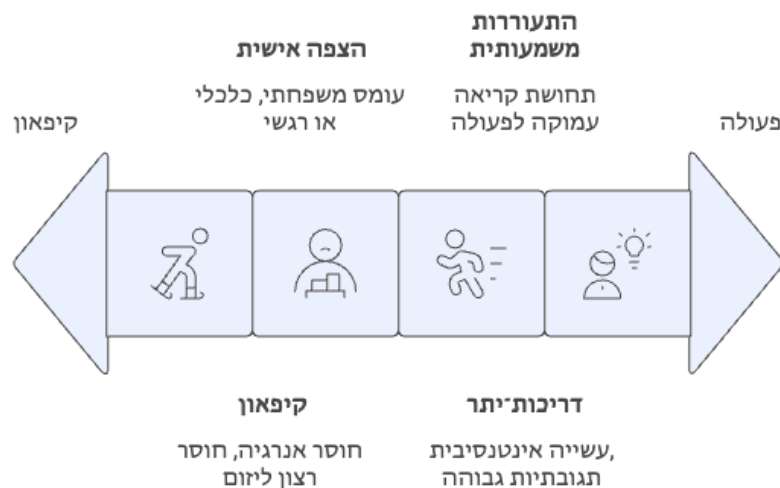 התעוררות
משמעותית
תחושת קריאה
עמוקה לפעולה
הצפה אישית
עומס משפחתי, כלכלי
או רגשי
פעולה
קיפאון
דריכות־יתר
עשייה אינטנסיבית,
תגובתיות גבוהה
קיפאון
חוסר אנרגיה, חוסר
רצון ליזום